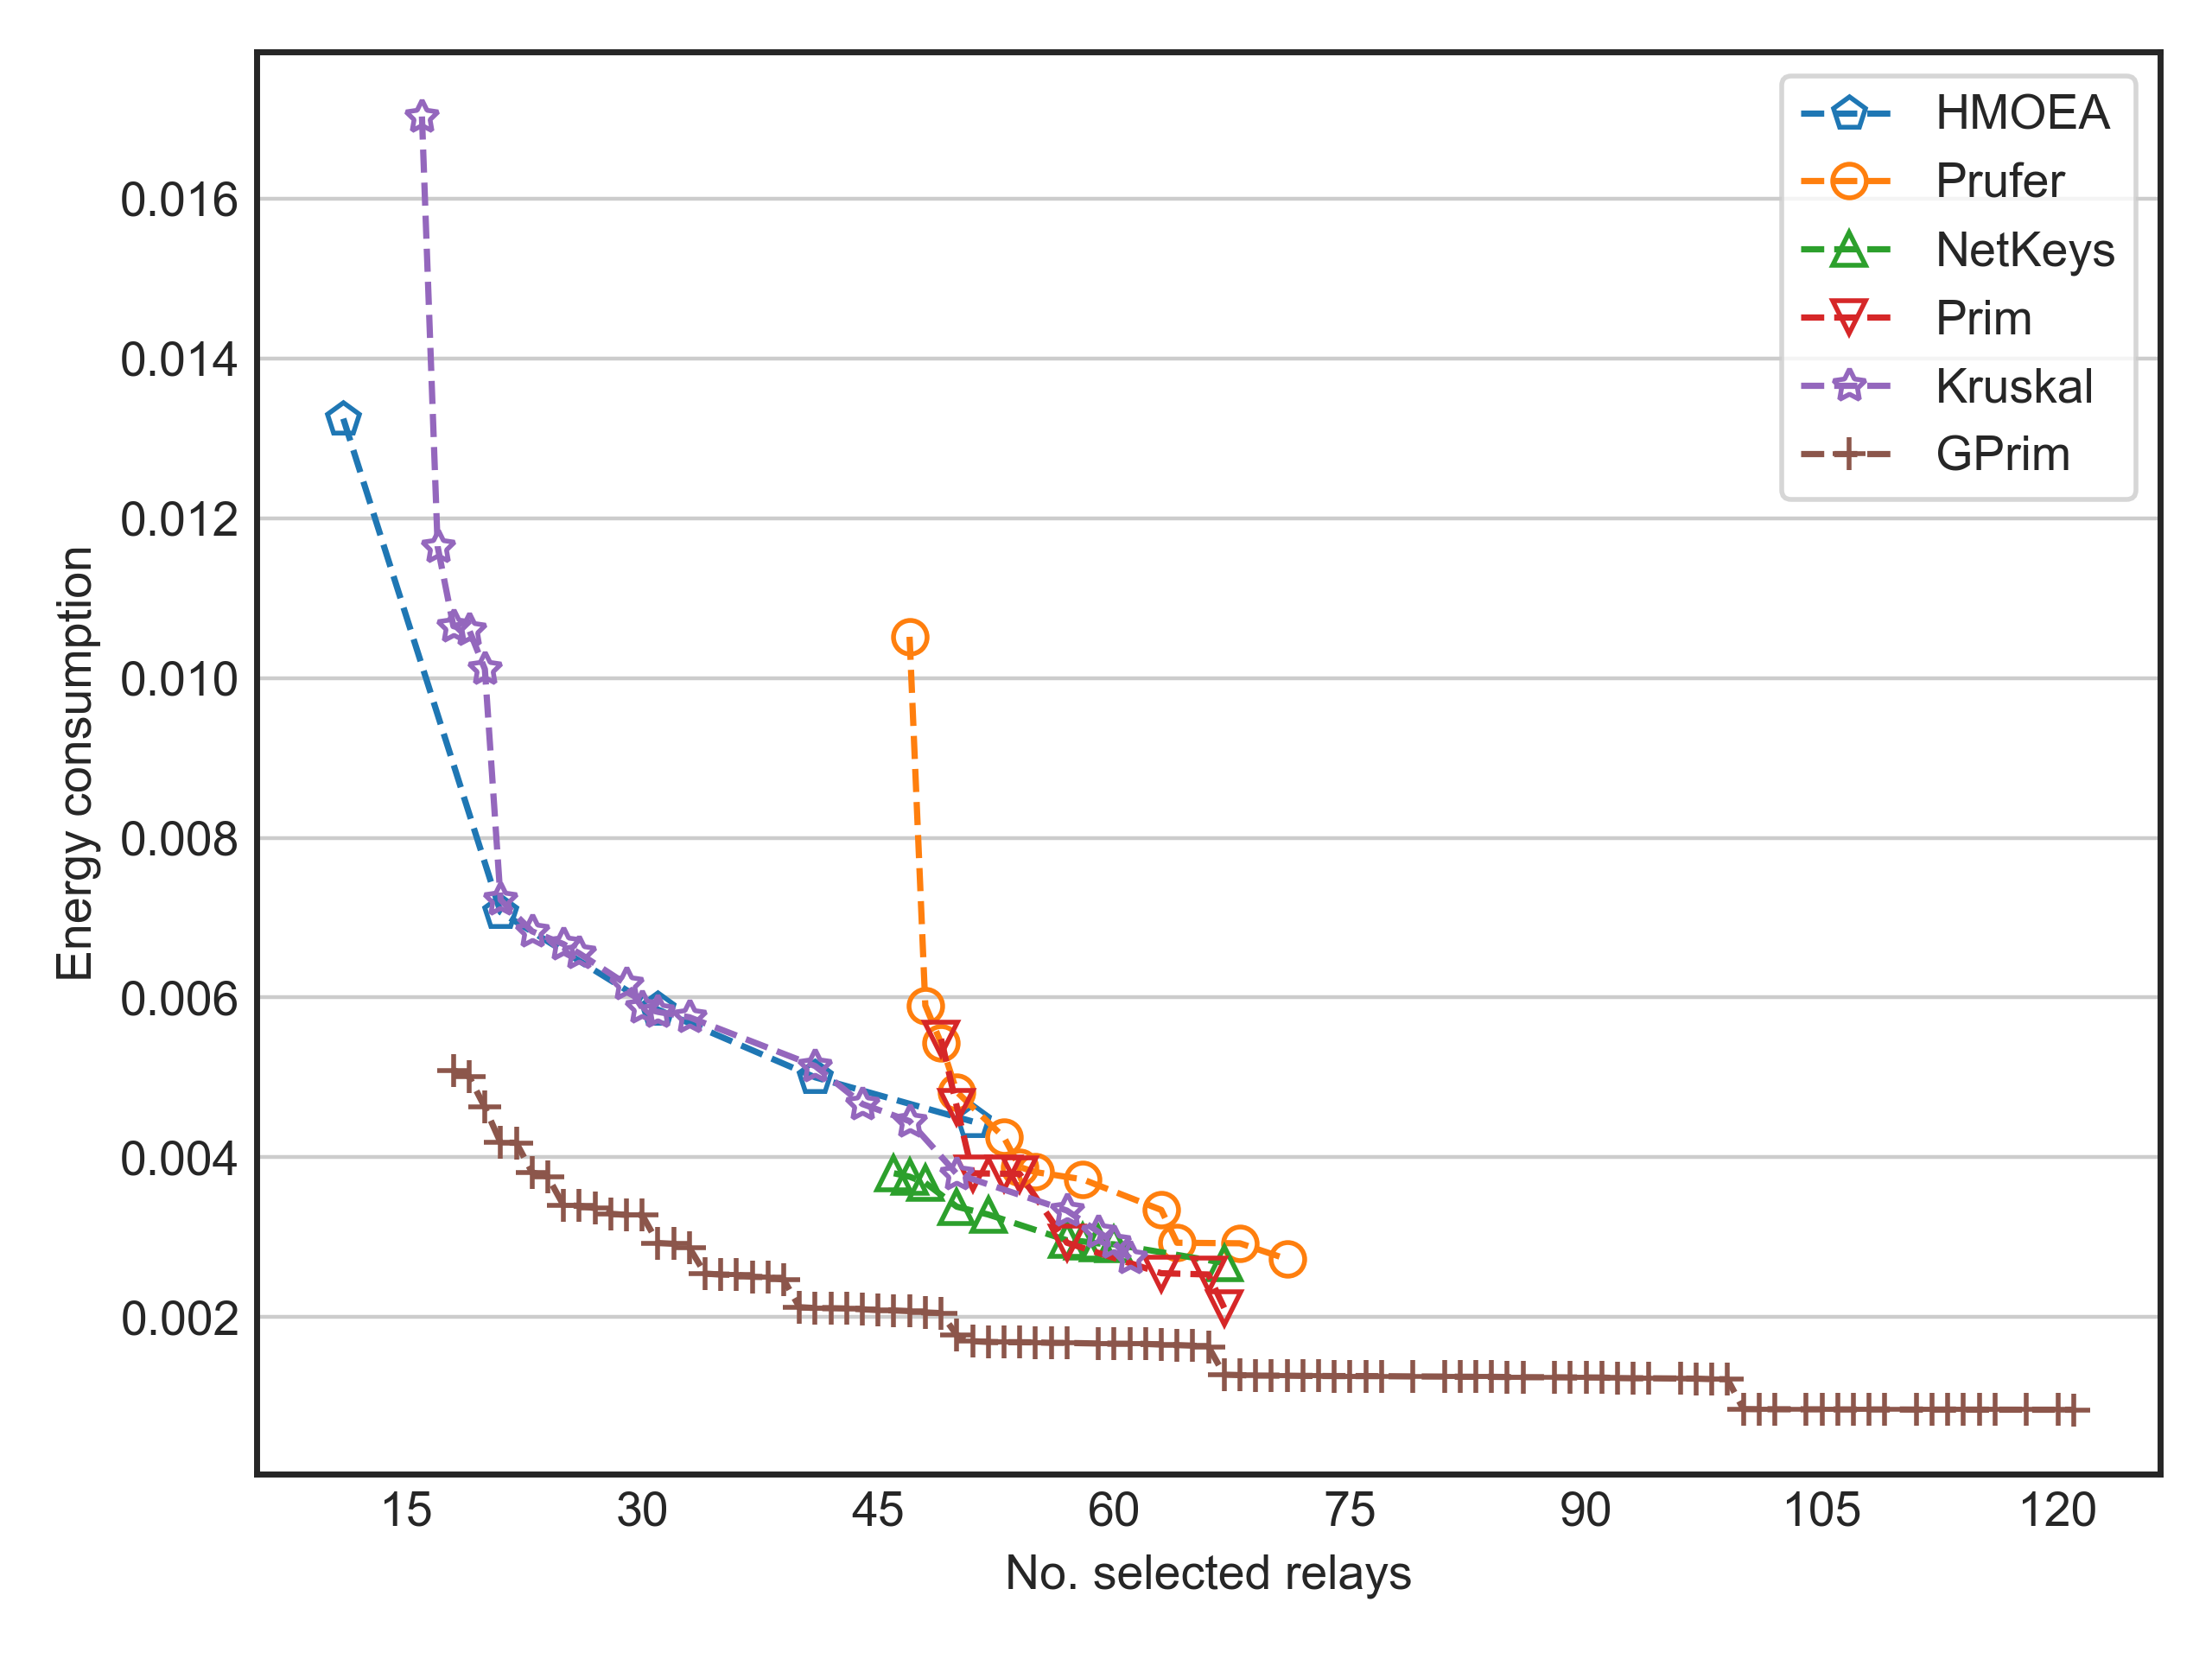 HMOEA
Prufer
NetKeys
Prim
Kruskal
GPrim
0.016
0.014
0.012
0.010
0.008
0.006
0.004
0.002
Energy consumption
15 30 45 60 75 90 105 120
No. selected relays